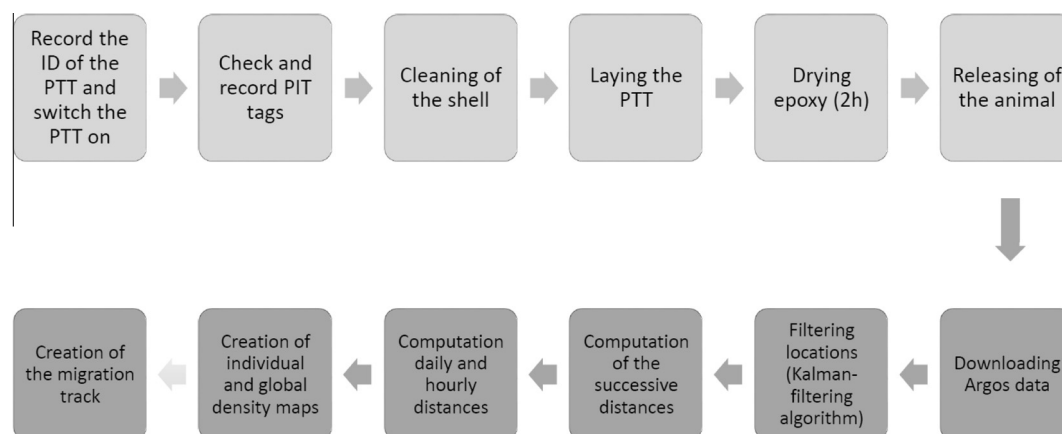 Record the
ID of the
PTT and
switch the
PTT on
Check and
record PIT
tags
Cleaning of
the shell
Laying the
PTT
Drying
epoxy (2h)
Releasing of
the animal
Downloading
Argos data
Filtering
locations
(Kalman-
filtering
algorithm)
Computation
of the
successive
distances
Computation
daily and
hourly
distances
Creation of
individual
and global
density maps
Creation of
the migration
track